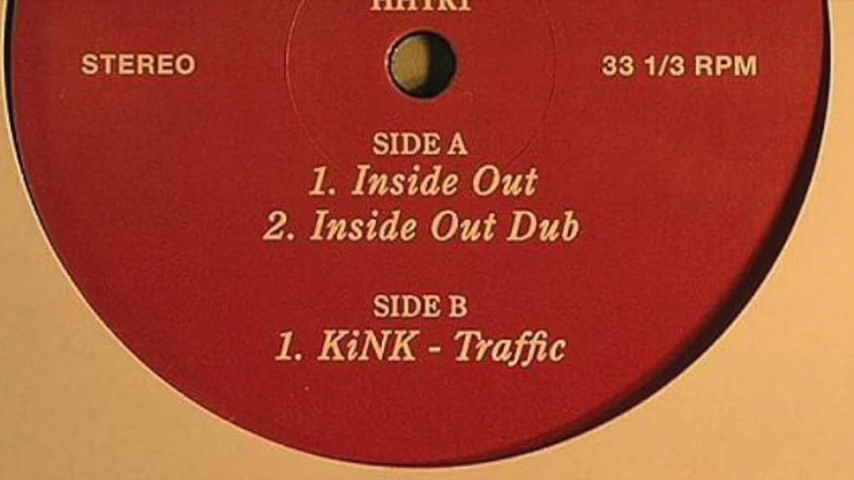 STEREO
33 1/3 RPM
SIDE A
1. Inside Out
2. Inside Out Dub
SIDE B
1. KiNK - Traffic